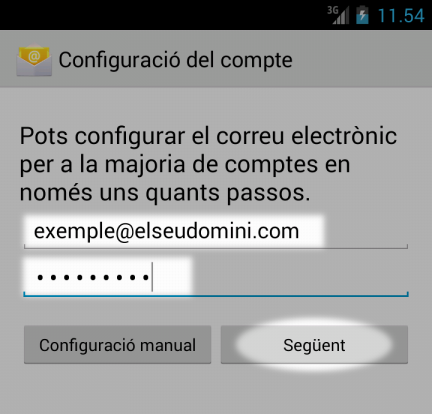 3G 11.54
Configuració del compte
Pots configurar el correu electrònic
per a la majoria de comptes en
només uns quants passos.
exemple@elseudomini.com
•••••••••
Configuració manual Següent